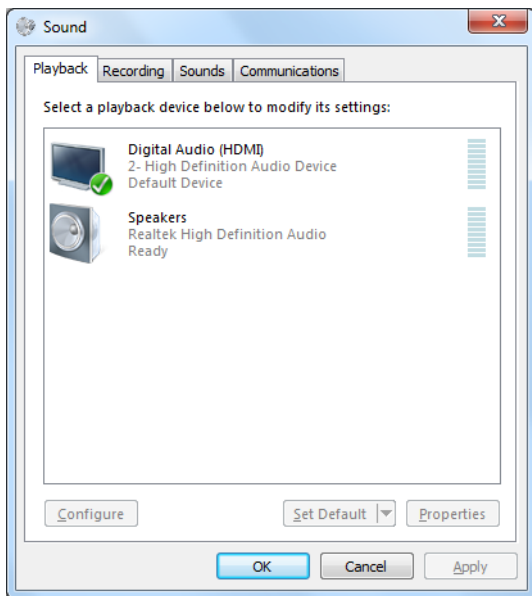 Sound
Playback Recording Sounds Communications
Select a playback device below to modify its settings:
Digital Audio (HDMI)
2- High Definition Audio Device
Default Device
Speakers
Realtek High Definition Audio
Ready
Configure Set Default Properties
OK Cancel Apply